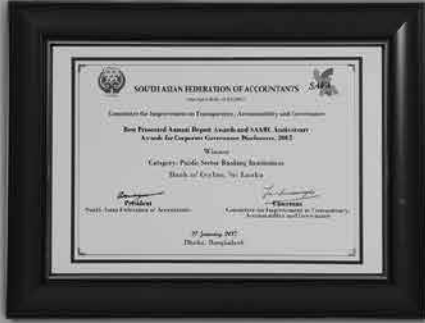 SOUTH ASIAN FEDERATION OF ACCOUNTANTS
SAFA
Committee for Improvement in Transparency, Accountability and Governance
Best Presented Annual Report Awards and SAARC Anniversary
Awards for Corporate Governance Disclosures
Winner
Category: Public Sector Banking Institutions
Bank of Ceylon, Sri Lanka
President
South Asian Federation of Accountants
Chairman
Committee for Improvement in Transparency,
Accountability and Governance
January
Dhaka, Bangladesh